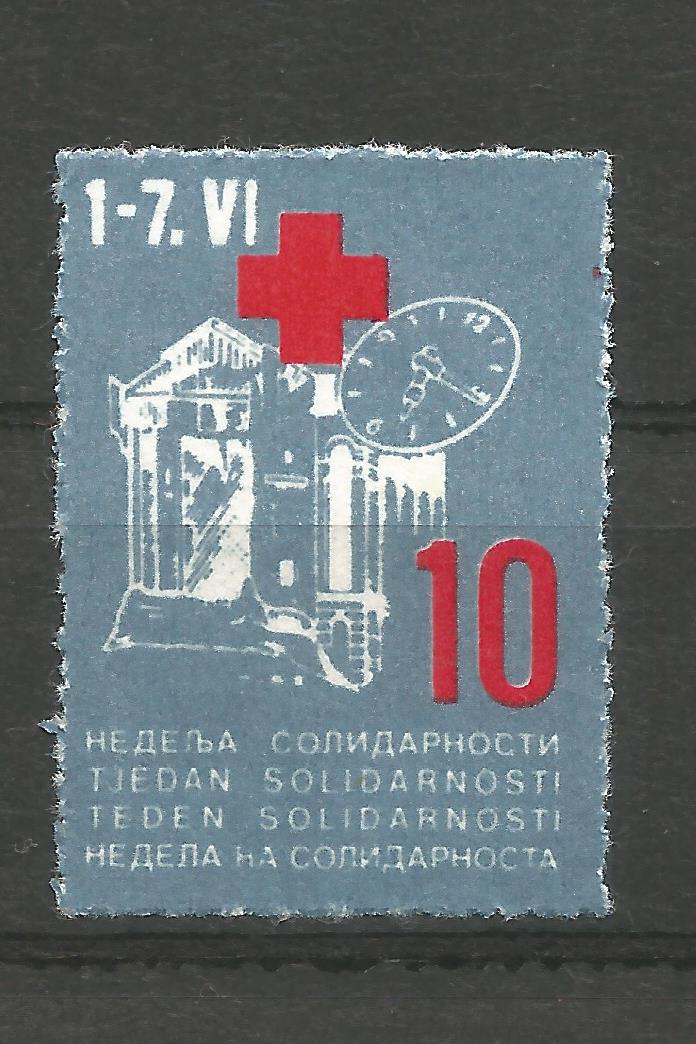 1-7. VI
10
НЕДЕЉА СОЛИДАРНОСТИ
TJEDAN SOLIDARNOSTI
TEDEN SOLIDARNOSTI
НЕДЕЛА НА СОЛИДАРНОСТА